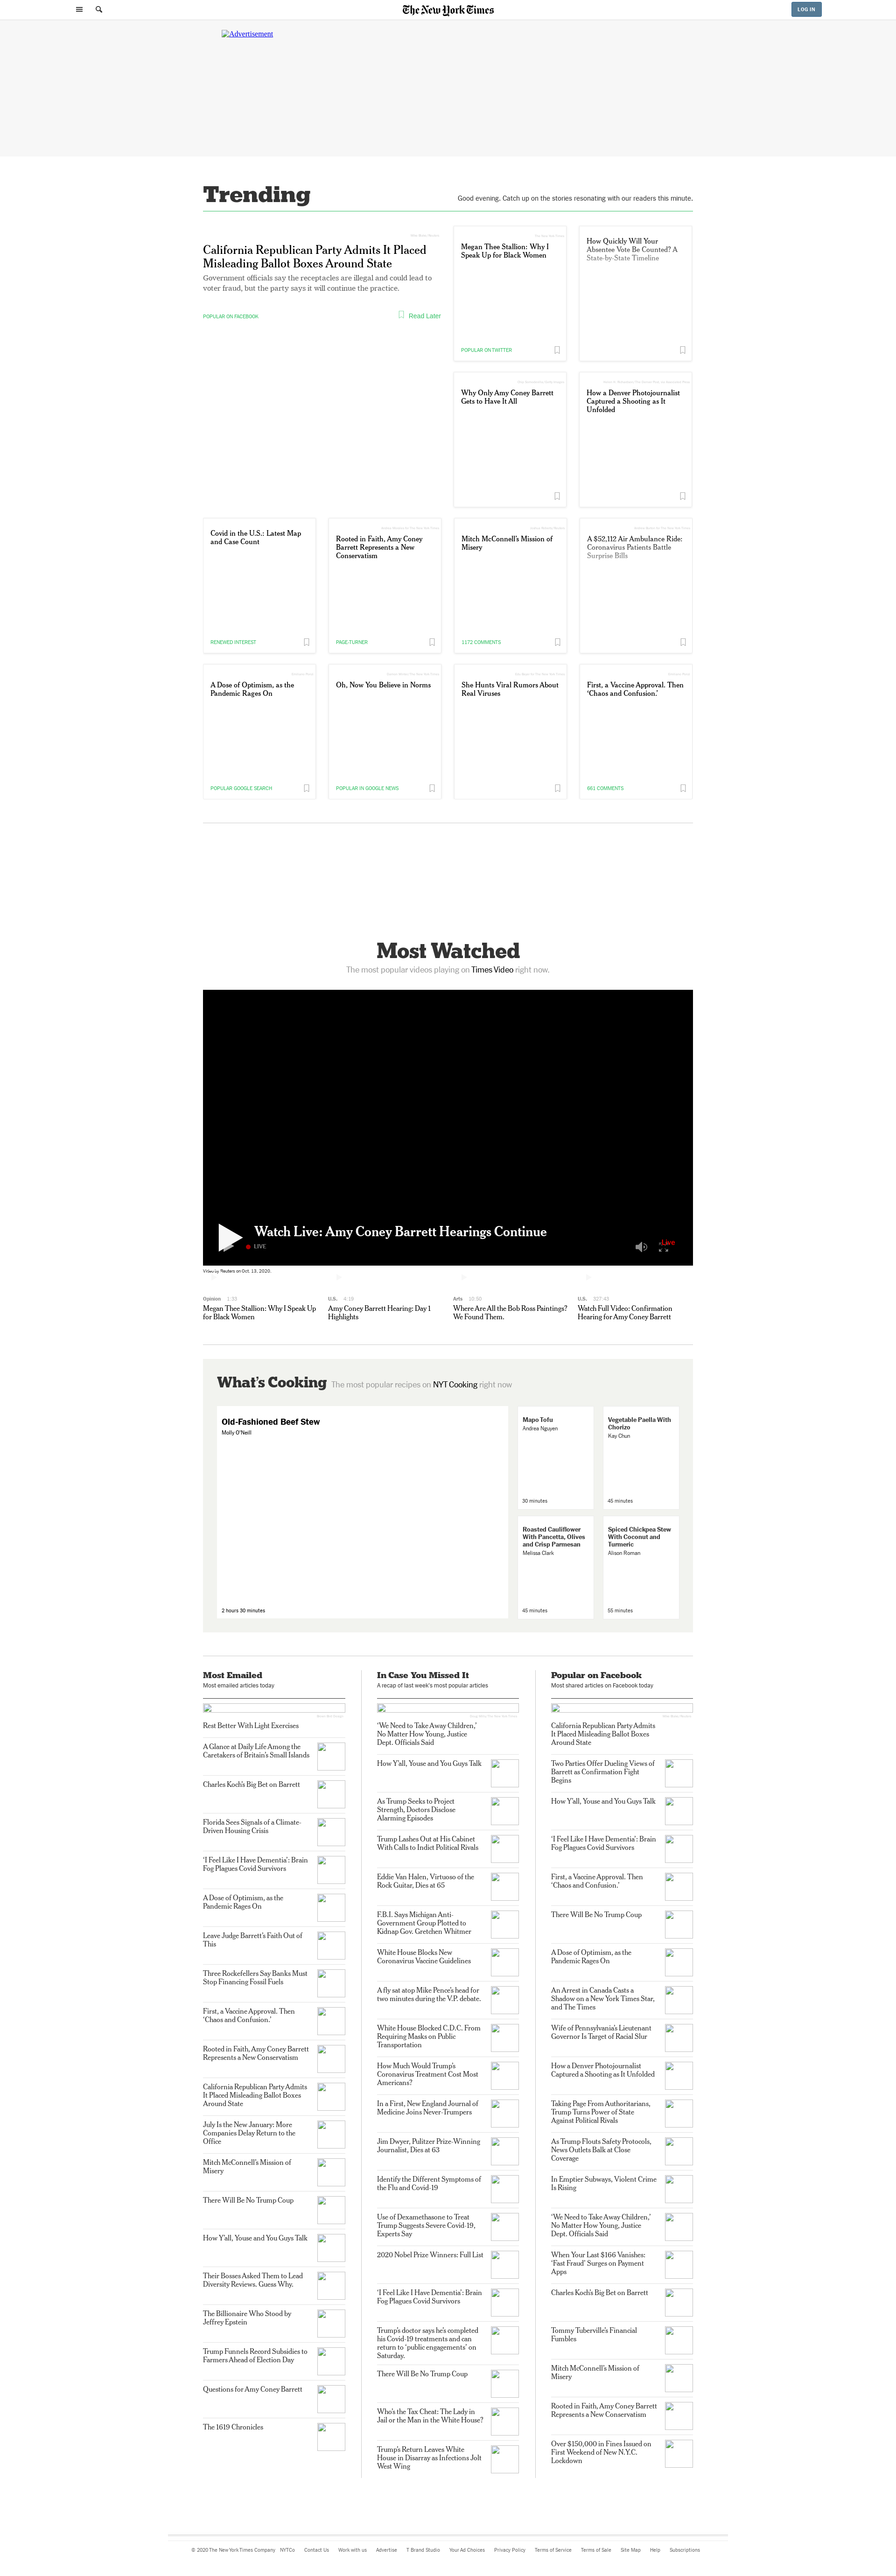 The New York Times
LOG IN
Advertisement
Trending
Good evening. Catch up on the stories resonating with our readers this minute.
California Republican Party Admits It Placed
Misleading Ballot Boxes Around State
Government officials say the receptacles are illegal and could lead to
voter fraud, but the party says it will continue the practice.
POPULAR ON FACEBOOK
Read Later
Megan Thee Stallion: Why I
Speak Up for Black Women
POPULAR ON TWITTER
How Quickly Will Your
Absentee Vote Be Counted? A
State-by-State Timeline
Why Only Amy Coney Barrett
Gets to Have It All
How a Denver Photojournalist
Captured a Shooting as It
Unfolded
Covid in the U.S.: Latest Map
and Case Count
RENEWED INTEREST
Rooted in Faith, Amy Coney
Barrett Represents a New
Conservatism
PAGE-TURNER
Mitch McConnell's Mission of
Misery
1172 COMMENTS
A $52,112 Air Ambulance Ride:
Coronavirus Patients Battle
Surprise Bills
A Dose of Optimism, as the
Pandemic Rages On
POPULAR GOOGLE SEARCH
Oh, Now You Believe in Norms
POPULAR IN GOOGLE NEWS
She Hunts Viral Rumors About
Real Viruses
First, a Vaccine Approval. Then
‘Chaos and Confusion.’
661 COMMENTS
Most Watched
The most popular videos playing on Times Video right now.
Watch Live: Amy Coney Barrett Hearings Continue
LIVE
Live
Reuters on Oct. 13, 2020.
Opinion 1:35
Megan Thee Stallion: Why I Speak Up
for Black Women
U.S. 4:19
Amy Coney Barrett Hearing: Day 1
Highlights
Arts 10:50
Where Are All the Bob Ross Paintings?
We Found Them.
U.S. 327:43
Watch Full Video: Confirmation
Hearing for Amy Coney Barrett
What's Cooking The most popular recipes on NYT Cooking right now
Old-Fashioned Beef Stew
Molly O'Neill
2 hours 30 minutes
Mapo Tofu
Andrea Nguyen
30 minutes
Vegetable Paella With
Chorizo
Kay Chun
45 minutes
Roasted Cauliflower
With Pancetta, Olives
and Crisp Parmesan
Melissa Clark
45 minutes
Spiced Chickpea Stew
With Coconut and
Turmeric
Alison Roman
55 minutes
Most Emailed
Most emailed articles today
Rest Better With Light Exercises
A Glance at Daily Life Among the
Caretakers of Britain's Small Islands
Charles Koch's Big Bet on Barrett
Florida Sees Signals of a Climate-
Driven Housing Crisis
‘I Feel Like I Have Dementia’: Brain
Fog Plagues Covid Survivors
A Dose of Optimism, as the
Pandemic Rages On
Leave Judge Barrett's Faith Out of
This
Three Rockefellers Say Banks Must
Stop Financing Fossil Fuels
First, a Vaccine Approval. Then
‘Chaos and Confusion.’
Rooted in Faith, Amy Coney Barrett
Represents a New Conservatism
California Republican Party Admits
It Placed Misleading Ballot Boxes
Around State
July Is the New January: More
Companies Delay Return to the
Office
Mitch McConnell's Mission of
Misery
There Will Be No Trump Coup
How Y'all, Youse and You Guys Talk
Their Bosses Asked Them to Lead
Diversity Reviews. Guess Why.
The Billionaire Who Stood by
Jeffrey Epstein
Trump Funnels Record Subsidies to
Farmers Ahead of Election Day
Questions for Amy Coney Barrett
The 1619 Chronicles
In Case You Missed It
A recap of last week's most popular articles
‘We Need to Take Away Children,’
No Matter How Young, Justice
Dept. Officials Said
How Y'all, Youse and You Guys Talk
As Trump Seeks to Project
Strength, Doctors Disclose
Alarming Episodes
Trump Lashes Out at His Cabinet
With Calls to Indict Political Rivals
Eddie Van Halen, Virtuoso of the
Rock Guitar, Dies at 65
F.B.I. Says Michigan Anti-
Government Group Plotted to
Kidnap Gov. Gretchen Whitmer
White House Blocks New
Coronavirus Vaccine Guidelines
A fly sat atop Mike Pence's head for
two minutes during the V.P. debate.
White House Blocked C.D.C. From
Requiring Masks on Public
Transportation
How Much Would Trump's
Coronavirus Treatment Cost Most
Americans?
In a First, New England Journal of
Medicine Joins Never-Trumpers
Jim Dwyer, Pulitzer Prize-Winning
Journalist, Dies at 63
Identify the Different Symptoms of
the Flu and Covid-19
Use of Dexamethasone to Treat
Trump Suggests Severe Covid-19,
Experts Say
2020 Nobel Prize Winners: Full List
‘I Feel Like I Have Dementia’: Brain
Fog Plagues Covid Survivors
Trump's doctor says he's completed
his Covid-19 treatments and can
return to ‘public engagements’ on
Saturday.
There Will Be No Trump Coup
Who's the Tax Cheat: The Lady in
Jail or the Man in the White House?
Trump's Return Leaves White
House in Disarray as Infections Jolt
West Wing
Popular on Facebook
Most shared articles on Facebook today
California Republican Party Admits
It Placed Misleading Ballot Boxes
Around State
Two Parties Offer Dueling Views of
Barrett as Confirmation Fight
Begins
How Y'all, Youse and You Guys Talk
‘I Feel Like I Have Dementia’: Brain
Fog Plagues Covid Survivors
First, a Vaccine Approval. Then
‘Chaos and Confusion.’
There Will Be No Trump Coup
A Dose of Optimism, as the
Pandemic Rages On
An Arrest in Canada Casts a
Shadow on a New York Times Star,
and The Times
Wife of Pennsylvania's Lieutenant
Governor Is Target of Racial Slur
How a Denver Photojournalist
Captured a Shooting as It Unfolded
Taking Page From Authoritarians,
Trump Turns Power of State
Against Political Rivals
As Trump Flouts Safety Protocols,
News Outlets Balk at Close
Coverage
In Emptier Subways, Violent Crime
Is Rising
‘We Need to Take Away Children,’
No Matter How Young, Justice
Dept. Officials Said
When Your Last $166 Vanishes:
‘Fast Fraud’ Surges on Payment
Apps
Charles Koch's Big Bet on Barrett
Tommy Tuberville's Financial
Fumbles
Mitch McConnell's Mission of
Misery
Rooted in Faith, Amy Coney Barrett
Represents a New Conservatism
Over $150,000 in Fines Issued on
First Weekend of New N.Y.C.
Lockdown
© 2020 The New York Times Company NYTCo Contact Us Work with us Advertise T Brand Studio Your Ad Choices Privacy Policy Terms of Service Terms of Sale Site Map Help Subscriptions